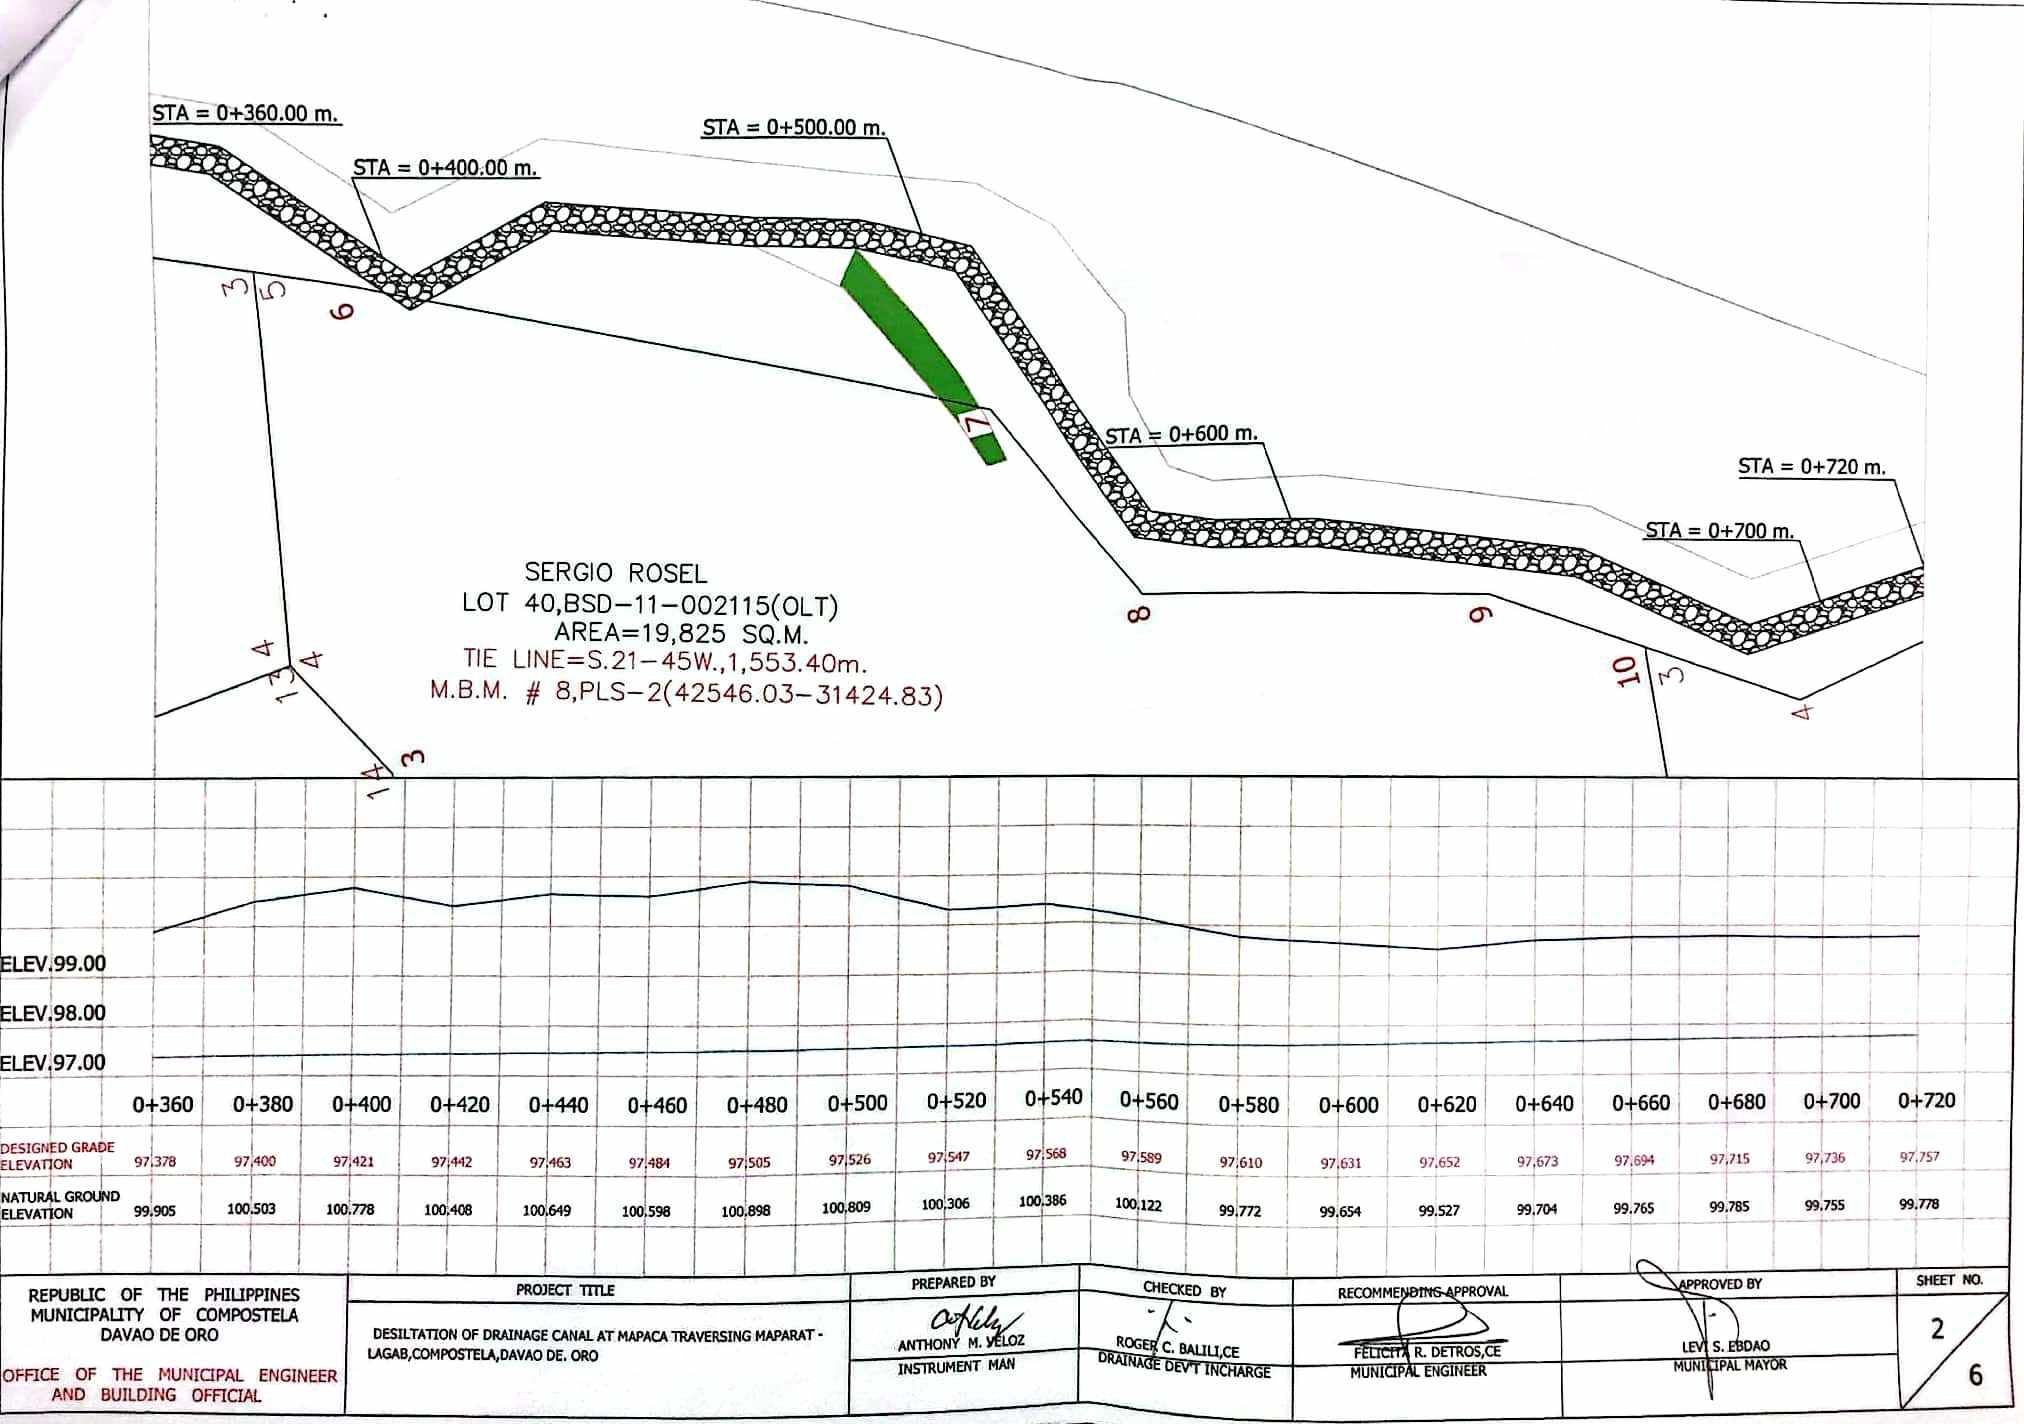 STA = 0+360.00 m.
STA = 0+400.00 m.
STA = 0+500.00 m.
STA = 0+600 m.
STA = 0+720 m.
STA = 0+700 m.
3
5
6
7
SERGIO ROSEL
LOT 40,BSD-11-002115(OLT)
AREA=19,825 SQ.M.
TIE LINE=S.21-45W.,1,553.40m.
M.B.M. # 8,PLS-2(42546.03-31424.83)
8
9
10
3
4
4
4
13
14
3
ELEV.99.00
ELEV.98.00
ELEV.97.00
0+360 0+380 0+400 0+420 0+440 0+460 0+480 0+500 0+520 0+540 0+560 0+580 0+600 0+620 0+640 0+660 0+680 0+700 0+720
DESIGNED GRADE
ELEVATION 97.378 97.400 97.421 97.442 97.463 97.484 97.505 97.526 97.547 97.568 97.589 97.610 97.631 97.652 97.673 97.694 97.715 97.736 97.757
NATURAL GROUND
ELEVATION 99.905 100.503 100.778 100.408 100.649 100.598 100.898 100.809 100.306 100.386 100.122 99.772 99.654 99.527 99.704 99.765 99.785 99.755 99.778
REPUBLIC OF THE PHILIPPINES
MUNICIPALITY OF COMPOSTELA
DAVAO DE ORO
OFFICE OF THE MUNICIPAL ENGINEER
AND BUILDING OFFICIAL
PROJECT TITLE
DESILTATION OF DRAINAGE CANAL AT MAPACA TRAVERSING MAPARAT -
LAGAB,COMPOSTELA,DAVAO DE. ORO
PREPARED BY
ANTHONY M. VELOZ
INSTRUMENT MAN
CHECKED BY
ROGER C. BALILI,CE
DRAINAGE DEV'T INCHARGE
RECOMMENDING APPROVAL
FELICITA R. DETROS,CE
MUNICIPAL ENGINEER
APPROVED BY
LEVI S. EBDAO
MUNICIPAL MAYOR
SHEET NO.
2
6